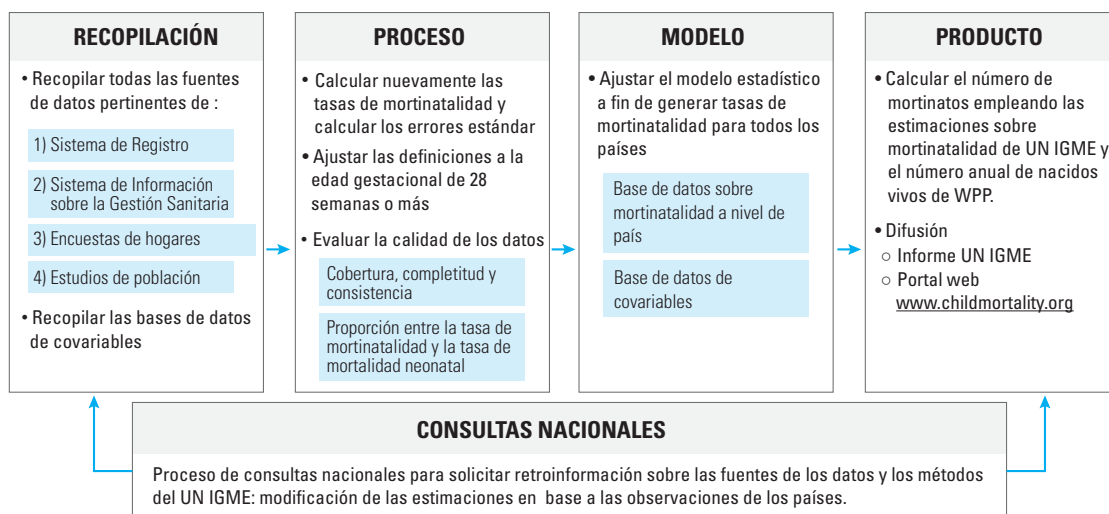 RECOPILACIÓN
• Recopilar todas las fuentes
de datos pertinentes de :
1) Sistema de Registro
2) Sistema de Información
sobre la Gestión Sanitaria
3) Encuestas de hogares
4) Estudios de población
• Recopilar las bases de datos
de covariables
PROCESO
• Calcular nuevamente las
tasas de mortinatalidad y
calcular los errores estándar
• Ajustar las definiciones a la
edad gestacional de 28
semanas o más
• Evaluar la calidad de los datos
Cobertura, completitud y
consistencia
Proporción entre la tasa de
mortinatalidad y la tasa de
mortalidad neonatal
MODELO
• Ajustar el modelo estadístico
a fin de generar tasas de
mortinatalidad para todos los
países
Base de datos sobre
mortinatalidad a nivel de
país
Base de datos de
covariables
PRODUCTO
• Calcular el número de
mortinatos empleando las
estimaciones sobre
mortinatalidad de UN IGME y
el número anual de nacidos
vivos de WPP.
• Difusión
○ Informe UN IGME
○ Portal web
www.childmortality.org
CONSULTAS NACIONALES
Proceso de consultas nacionales para solicitar retroinformación sobre las fuentes de los datos y los métodos
del UN IGME: modificación de las estimaciones en base a las observaciones de los países.